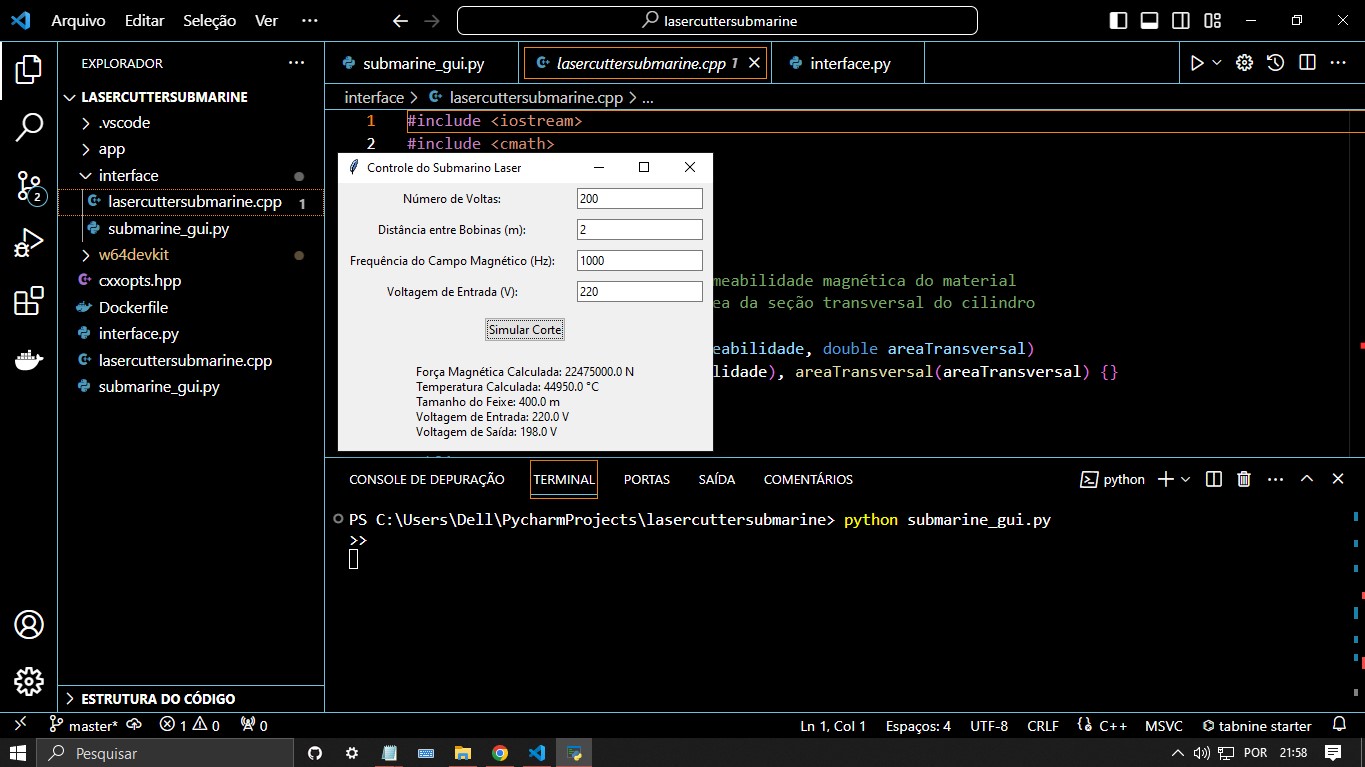 Arquivo Editar Seleção Ver ··· lasercuttersubmarine
EXPLORADOR ···
LASERCUTTERSUBMARINE
.vscode
app
interface
lasercuttersubmarine.cpp 1
submarine_gui.py
w64devkit
cxxopts.hpp
Dockerfile
interface.py
lasercuttersubmarine.cpp
submarine_gui.py
ESTRUTURA DO CÓDIGO
2
submarine_gui.py lasercuttersubmarine.cpp 1 interface.py
interface > lasercuttersubmarine.cpp > ...
1 #include <iostream>
2 #include <cmath>
meabilidade magnética do material
ea da seção transversal do cilindro
eabilidade, double areaTransversal)
lidade), areaTransversal(areaTransversal) {}
Controle do Submarino Laser
Número de Voltas: 200
Distância entre Bobinas (m): 2
Frequência do Campo Magnético (Hz): 1000
Voltagem de Entrada (V): 220
Simular Corte
Força Magnética Calculada: 22475000.0 N
Temperatura Calculada: 44950.0 °C
Tamanho do Feixe: 400.0 m
Voltagem de Entrada: 220.0 V
Voltagem de Saída: 198.0 V
CONSOLE DE DEPURAÇÃO TERMINAL PORTAS SAÍDA COMENTÁRIOS python
PS C:\Users\Dell\PycharmProjects\lasercuttersubmarine> python submarine_gui.py
>>
master* 1 0 0 Ln 1, Col 1 Espaços: 4 UTF-8 CRLF C++ MSVC tabnine starter
Pesquisar POR 21:58